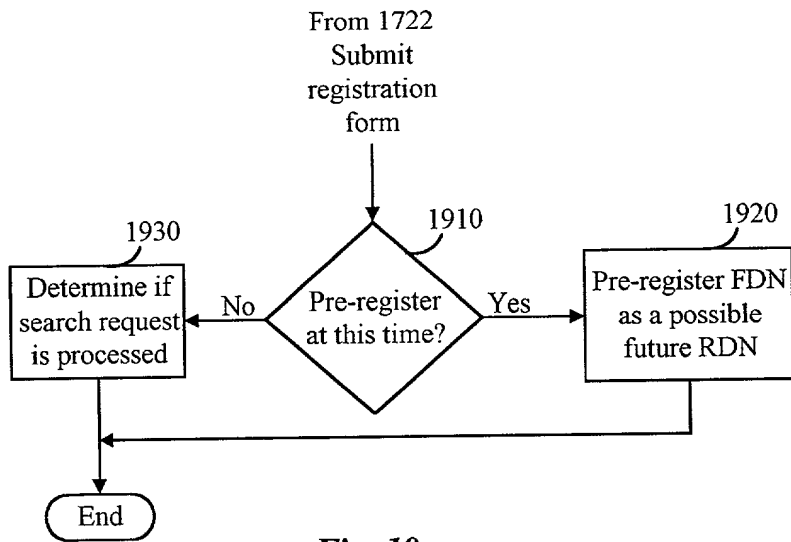 From 1722
Submit
registration
form
1910
1920
1930
Determine if
search request
is processed
No
Pre-register
at this time?
Yes
Pre-register FDN
as a possible
future RDN
End